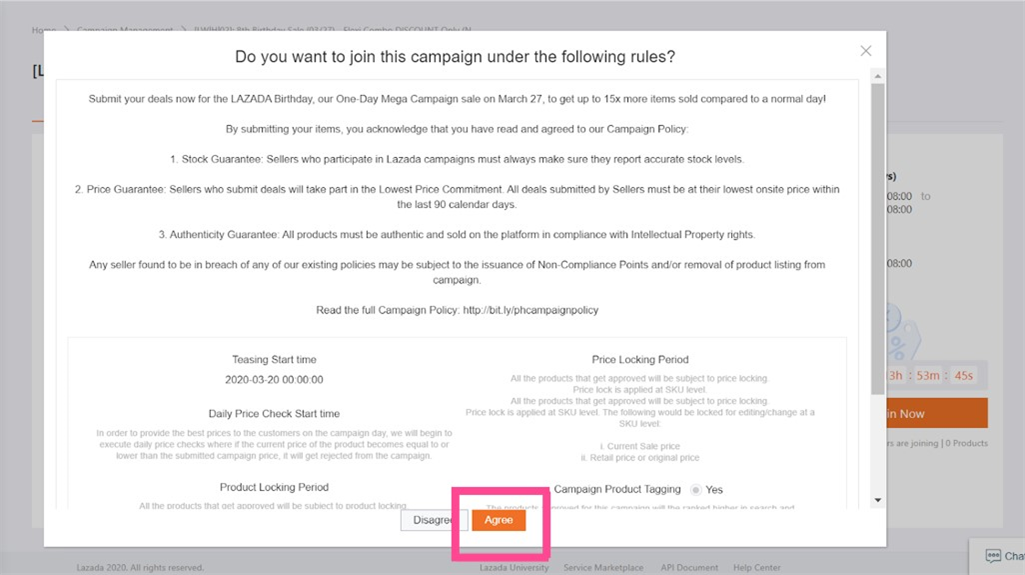 Home > Campaign Management >
[L
Do you want to join this campaign under the following rules?
Submit your deals now for the LAZADA Birthday, our One-Day Mega Campaign sale on March 27, to get up to 15x more items sold compared to a normal day!
By submitting your items, you acknowledge that you have read and agreed to our Campaign Policy:
1. Stock Guarantee: Sellers who participate in Lazada campaigns must always make sure they report accurate stock levels.
2. Price Guarantee: Sellers who submit deals will take part in the Lowest Price Commitment. All deals submitted by Sellers must be at their lowest onsite price within
the last 90 calendar days.
3. Authenticity Guarantee: All products must be authentic and sold on the platform in compliance with Intellectual Property rights.
Any seller found to be in breach of any of our existing policies may be subject to the issuance of Non-Compliance Points and/or removal of product listing from
campaign.
Read the full Campaign Policy: http://bit.ly/phcampaignpolicy
Teasing Start time
2020-03-20 00:00:00
Daily Price Check Start time
In order to provide the best prices to the customers on the campaign day, we will begin to
execute daily price checks where if the current price of the product becomes equal to or
lower than the submitted campaign price, it will get rejected from the campaign.
Product Locking Period
All the products that get approved will be subject to product locking.
Price Locking Period
All the products that get approved will be subject to price locking.
Price lock is applied at SKU level.
All the products that get approved will be subject to price locking.
Price lock is applied at SKU level. The following would be locked for editing/change at a
SKU level:
i. Current Sale price
ii. Retail price or original price
Campaign Product Tagging Yes
The products approved for this campaign will the ranked higher in search and
Disagree
Agree
s)
08:00 to
08:00
08:00
3h : 53m : 45s
in Now
rs are joining | 0 Products
Lazada 2020. All rights reserved.
Lazada University Service Marketplace API Document Help Center
Chat